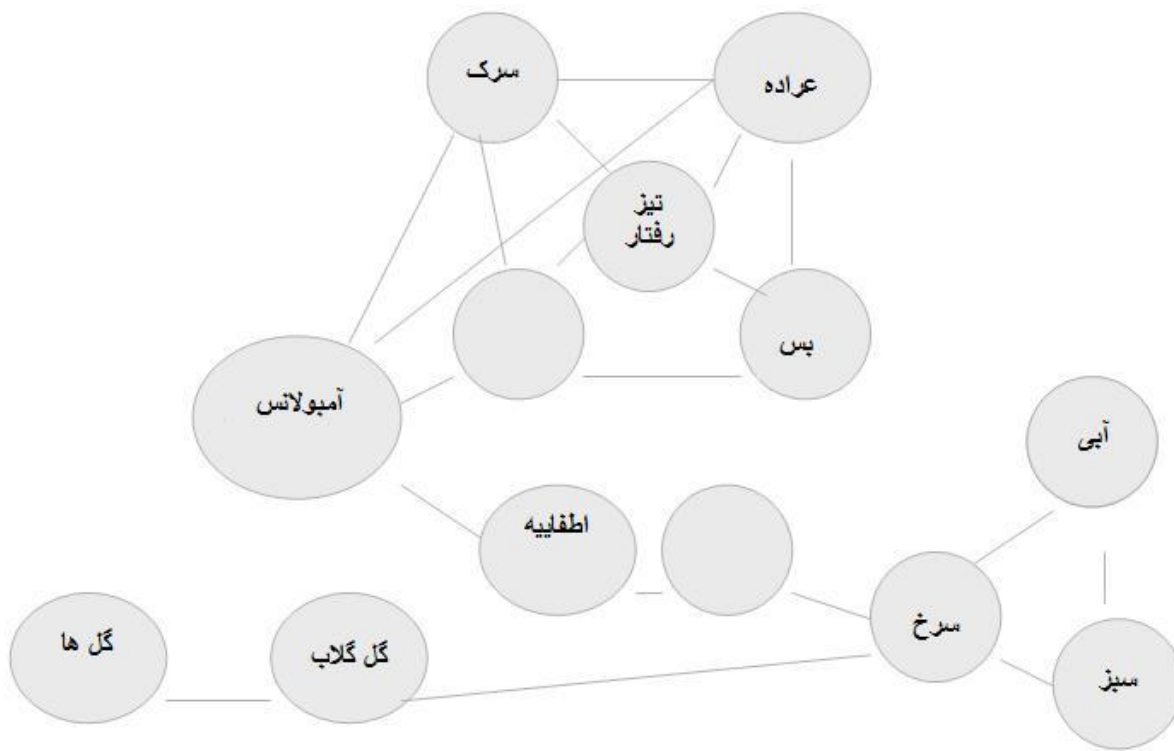 سرک
عراده
تیز
رفتار
بس
آمبولانس
آبی
اطفاییه
سرخ
گل ها
گل گلاب
سبز